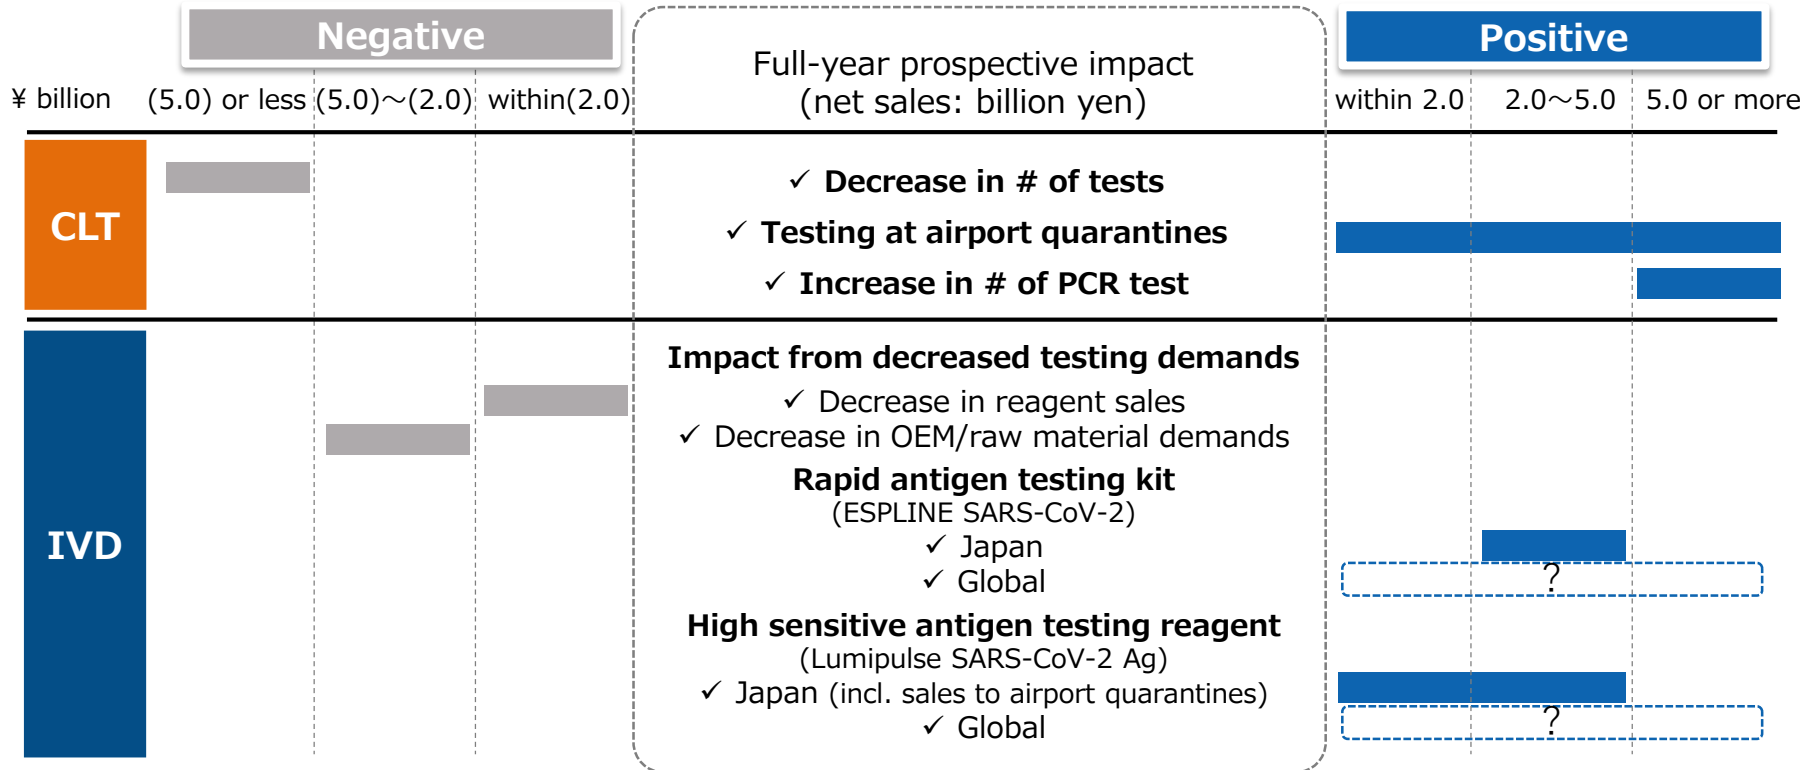 Negative
Full-year prospective impact
(net sales: billion yen)
Positive
¥ billion
(5.0) or less
(5.0)～(2.0)
within(2.0)
within 2.0
2.0～5.0
5.0 or more
CLT
✓ Decrease in # of tests
✓ Testing at airport quarantines
✓ Increase in # of PCR test
IVD
Impact from decreased testing demands
✓ Decrease in reagent sales
✓ Decrease in OEM/raw material demands
Rapid antigen testing kit
(ESPLINE SARS-CoV-2)
✓ Japan
✓ Global
?
High sensitive antigen testing reagent
(Lumipulse SARS-CoV-2 Ag)
✓ Japan (incl. sales to airport quarantines)
✓ Global
?